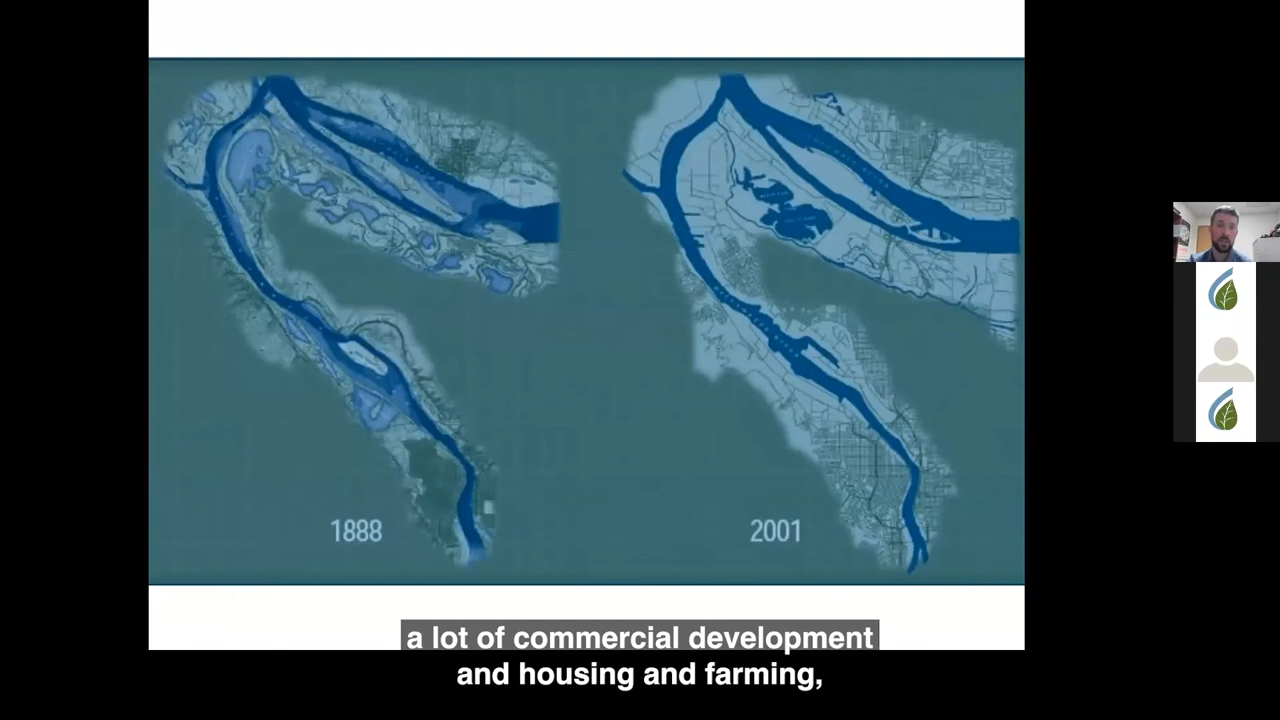 1888
2001
a lot of commercial development
and housing and farming,